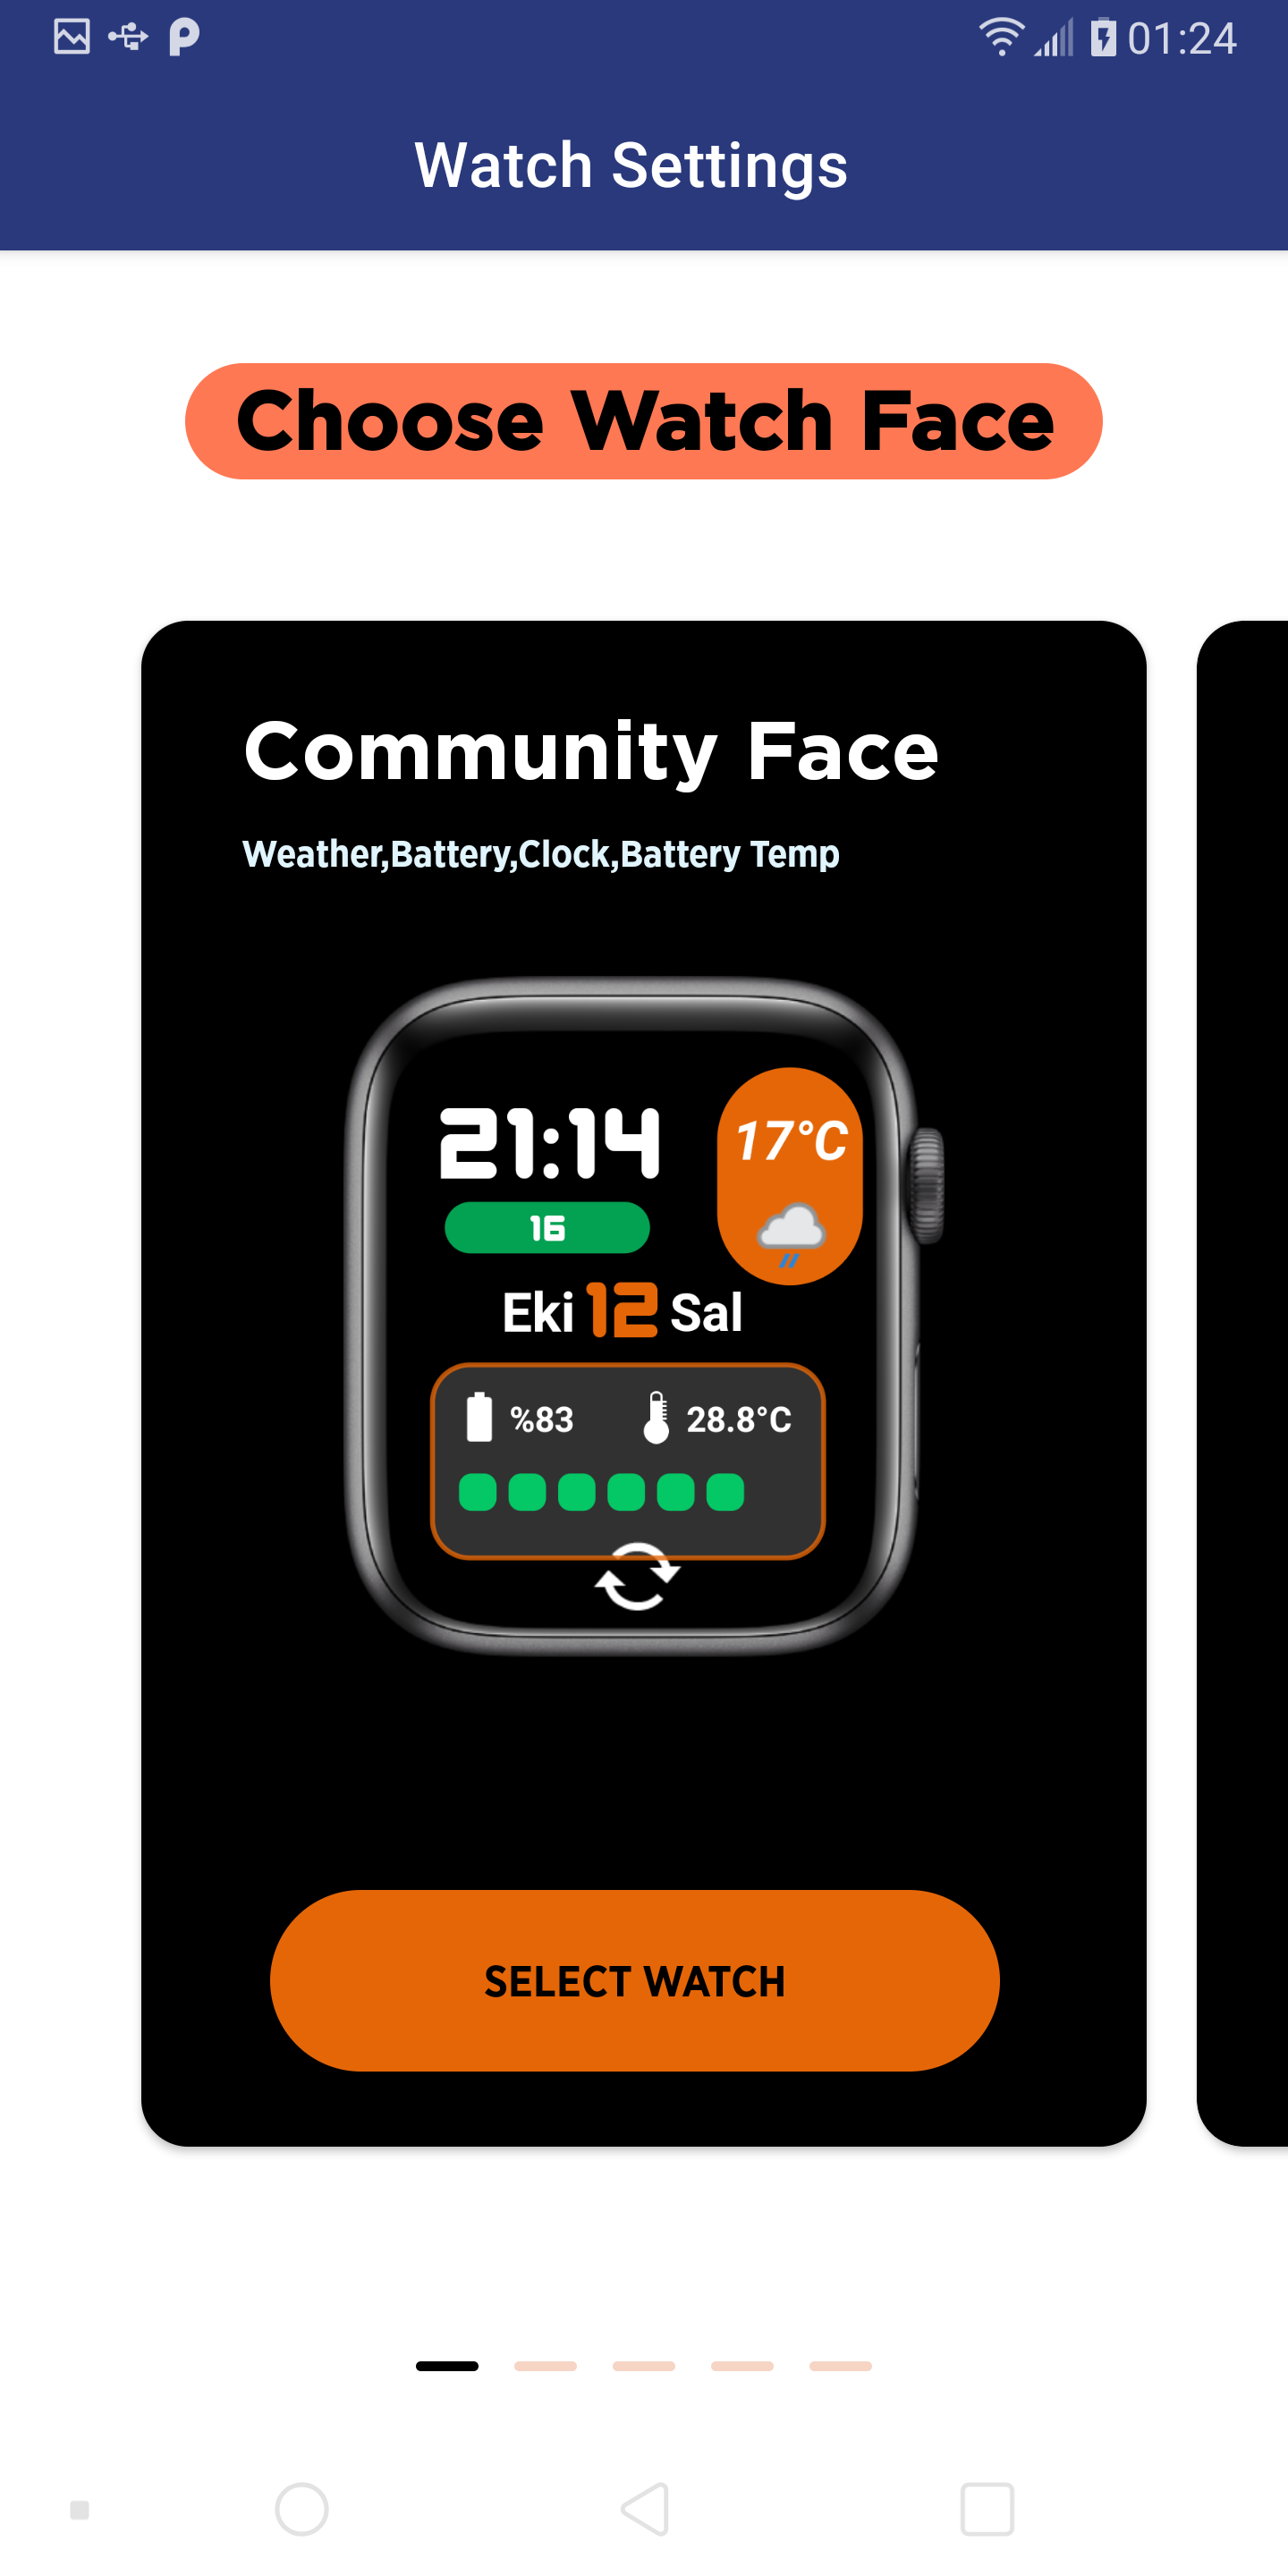 01:24
Watch Settings
Choose Watch Face
Community Face
Weather,Battery,Clock,Battery Temp
21:14
17°C
16
Eki 12 Sal
%83 28.8°C
SELECT WATCH